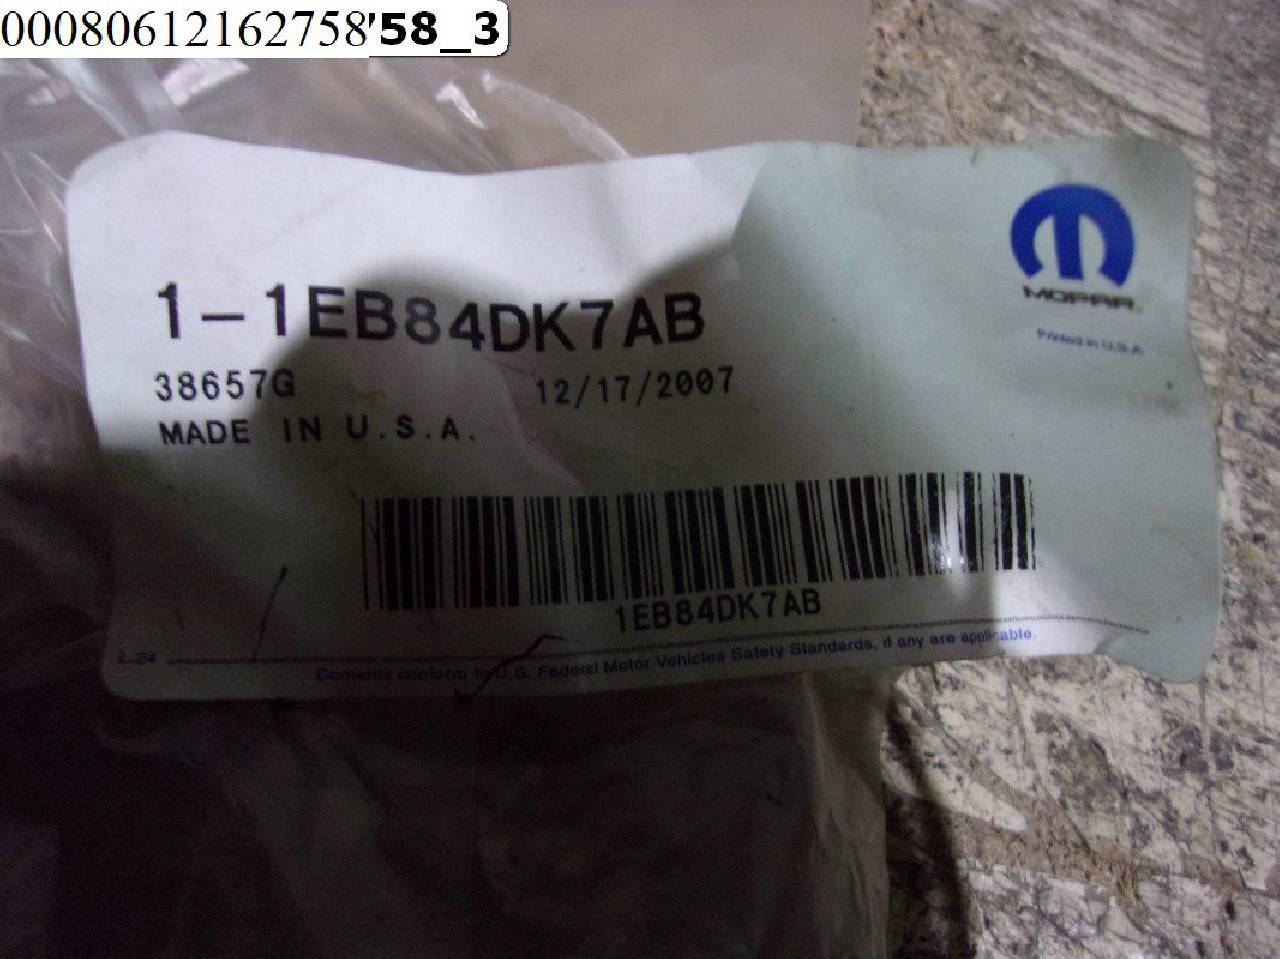 00080612162758
58_3
MOPAR.
Printed in U.S.A.
1-1EB84DK7AB
38657G 12/17/2007
MADE IN U.S.A.
1EB84DK7AB
L-24
Contents conform to U.S. Federal Motor Vehicles Safety Standards, if any are applicable.